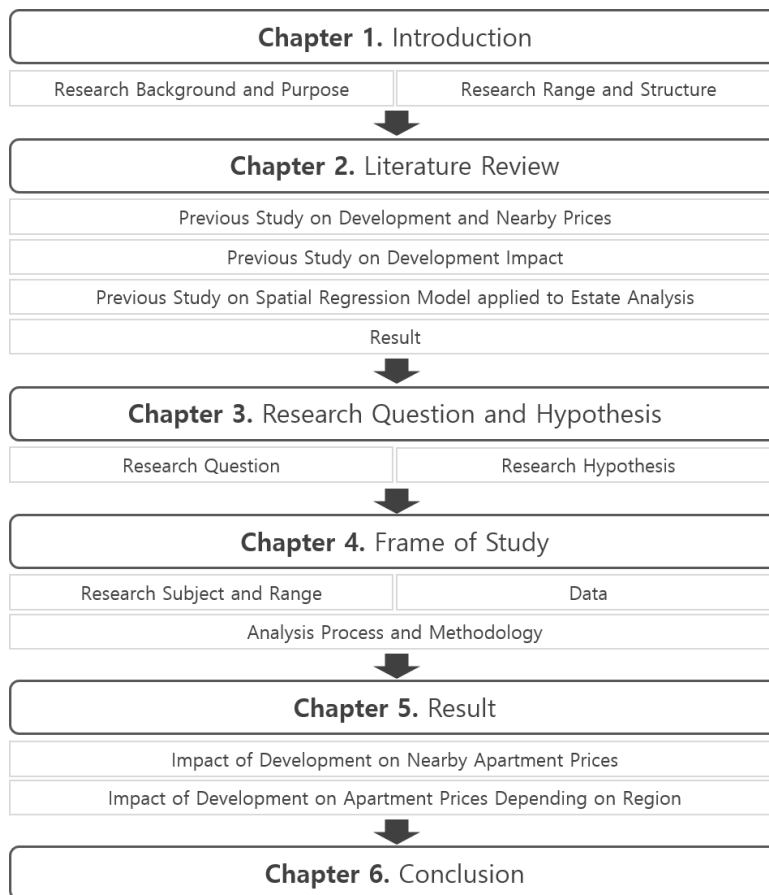 Chapter 1. Introduction
Research Background and Purpose
Research Range and Structure
Chapter 2. Literature Review
Previous Study on Development and Nearby Prices
Previous Study on Development Impact
Previous Study on Spatial Regression Model applied to Estate Analysis
Result
Chapter 3. Research Question and Hypothesis
Research Question
Research Hypothesis
Chapter 4. Frame of Study
Research Subject and Range
Data
Analysis Process and Methodology
Chapter 5. Result
Impact of Development on Nearby Apartment Prices
Impact of Development on Apartment Prices Depending on Region
Chapter 6. Conclusion